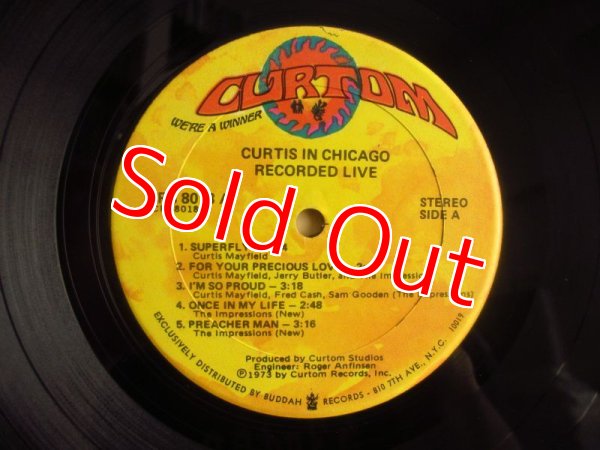 CURTOM
WE'RE A WINNER
CURTIS IN CHICAGO
RECORDED LIVE
STEREO
SIDE A
Sold Out
1. SUPERFLY
Curtis Mayfield
2. FOR YOUR PRECIOUS LOVE
Curtis Mayfield, Jerry Butler,
3. I'M SO PROUD – 3:18
Curtis Mayfield, Fred Cash, Sam Gooden (The Impressions)
4. ONCE IN MY LIFE – 2:48
The Impressions (New)
5. PREACHER MAN – 3:16
The Impressions (New)
Produced by Curtom Studios
Engineer: Roger Anfinsen
Ⓟ1973 by Curtom Records, Inc.
EXCLUSIVELY DISTRIBUTED BY BUDDAH RECORDS - 810 7TH AVE., N.Y.C. 10019